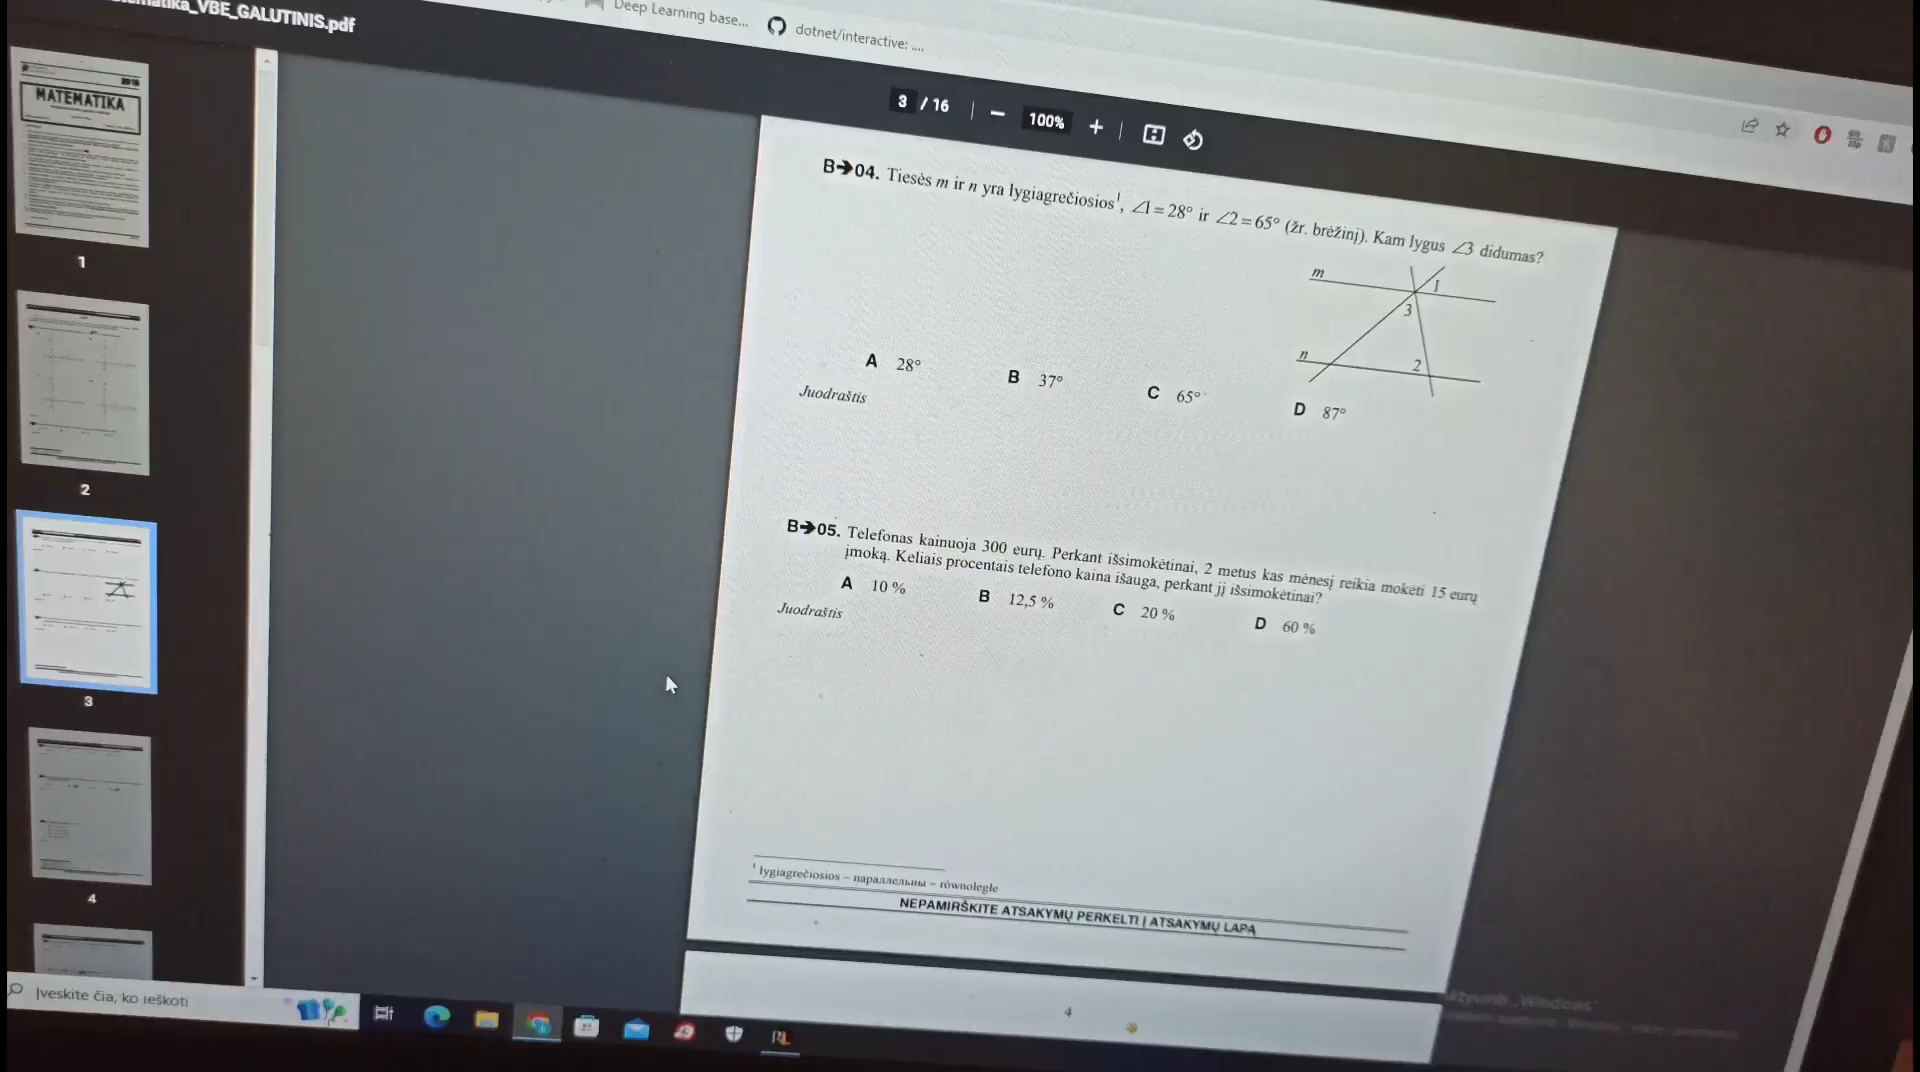 _VBE_GALUTINIS.pdf
Deep Learning base...
dotnet/interactive: ....
3 / 16
100%
MATEMATIKA
1
2
3
4
B➔04. Tiesės m ir n yra lygiagrečiosios¹, ∠1 = 28° ir ∠2 = 65° (žr. brėžinį). Kam lygus ∠3 didumas?
m
1
3
n
2
A 28°
B 37°
C 65°
D 87°
Juodraštis
B➔05. Telefonas kainuoja 300 eurų. Perkant išsimokėtinai, 2 metus kas mėnesį reikia mokėti 15 eurų
įmoką. Keliais procentais telefono kaina išauga, perkant jį išsimokėtinai?
A 10 %
B 12,5 %
C 20 %
D 60 %
Juodraštis
¹ lygiagrečiosios – параллельны – równoległe
NEPAMIRŠKITE ATSAKYMŲ PERKELTI Į ATSAKYMŲ LAPĄ
4
Įveskite čia, ko ieškoti